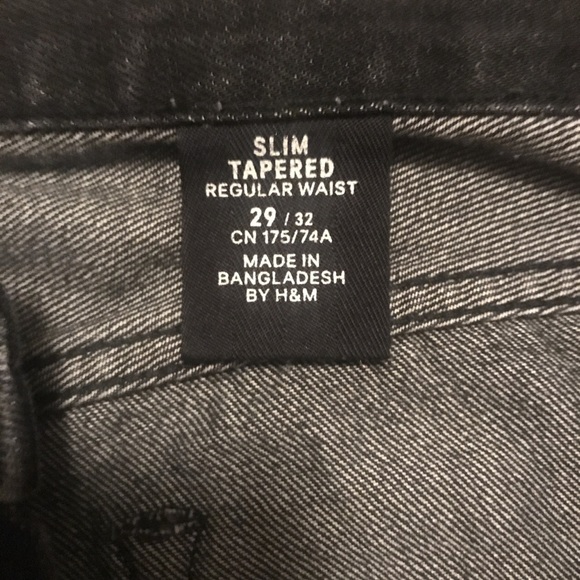 SLIM
TAPERED
REGULAR WAIST
29 / 32
CN 175/74A
MADE IN
BANGLADESH
BY H&M